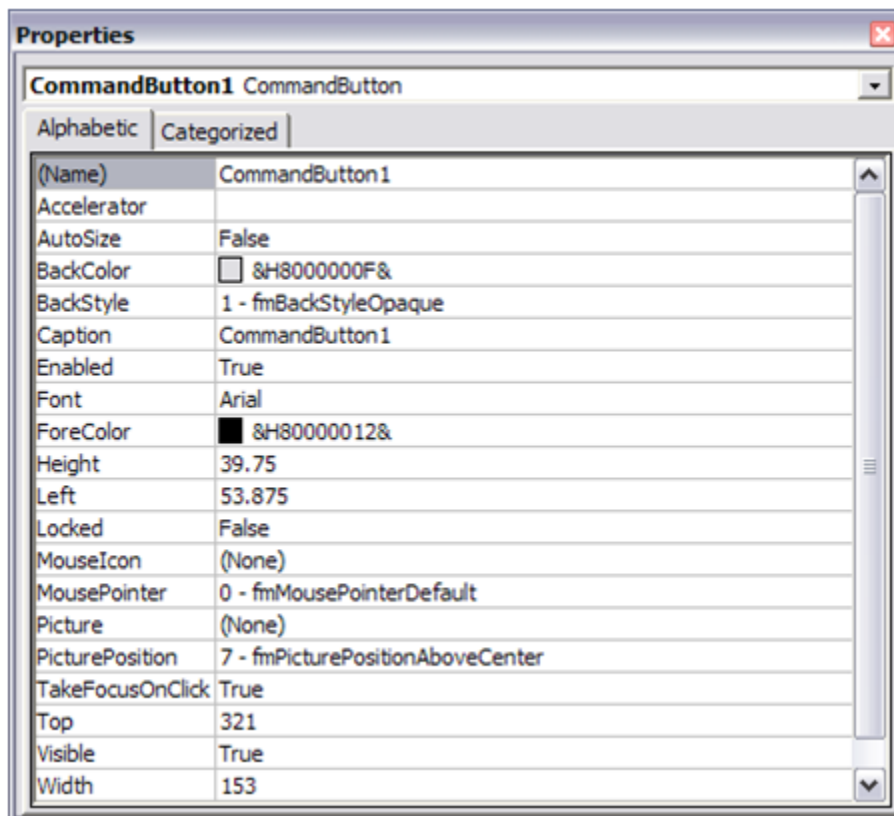 Properties
CommandButton1 CommandButton
Alphabetic Categorized
(Name) CommandButton1
Accelerator
AutoSize False
BackColor &H8000000F&
BackStyle 1 - fmBackStyleOpaque
Caption CommandButton1
Enabled True
Font Arial
ForeColor &H80000012&
Height 39.75
Left 53.875
Locked False
MouseIcon (None)
MousePointer 0 - fmMousePointerDefault
Picture (None)
PicturePosition 7 - fmPicturePositionAboveCenter
TakeFocusOnClick True
Top 321
Visible True
Width 153